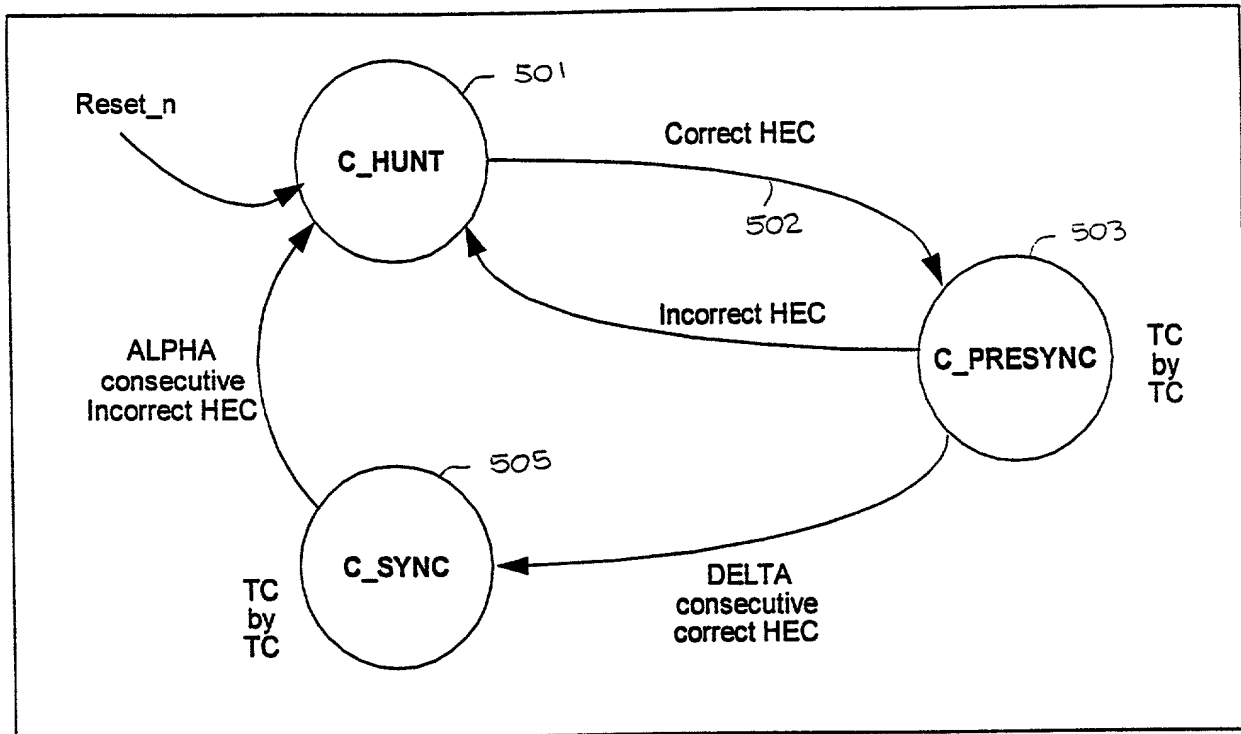 501
Reset_n
C_HUNT
Correct HEC
502
503
Incorrect HEC
C_PRESYNC
TC
by
TC
ALPHA
consecutive
Incorrect HEC
505
C_SYNC
TC
by
TC
DELTA
consecutive
correct HEC